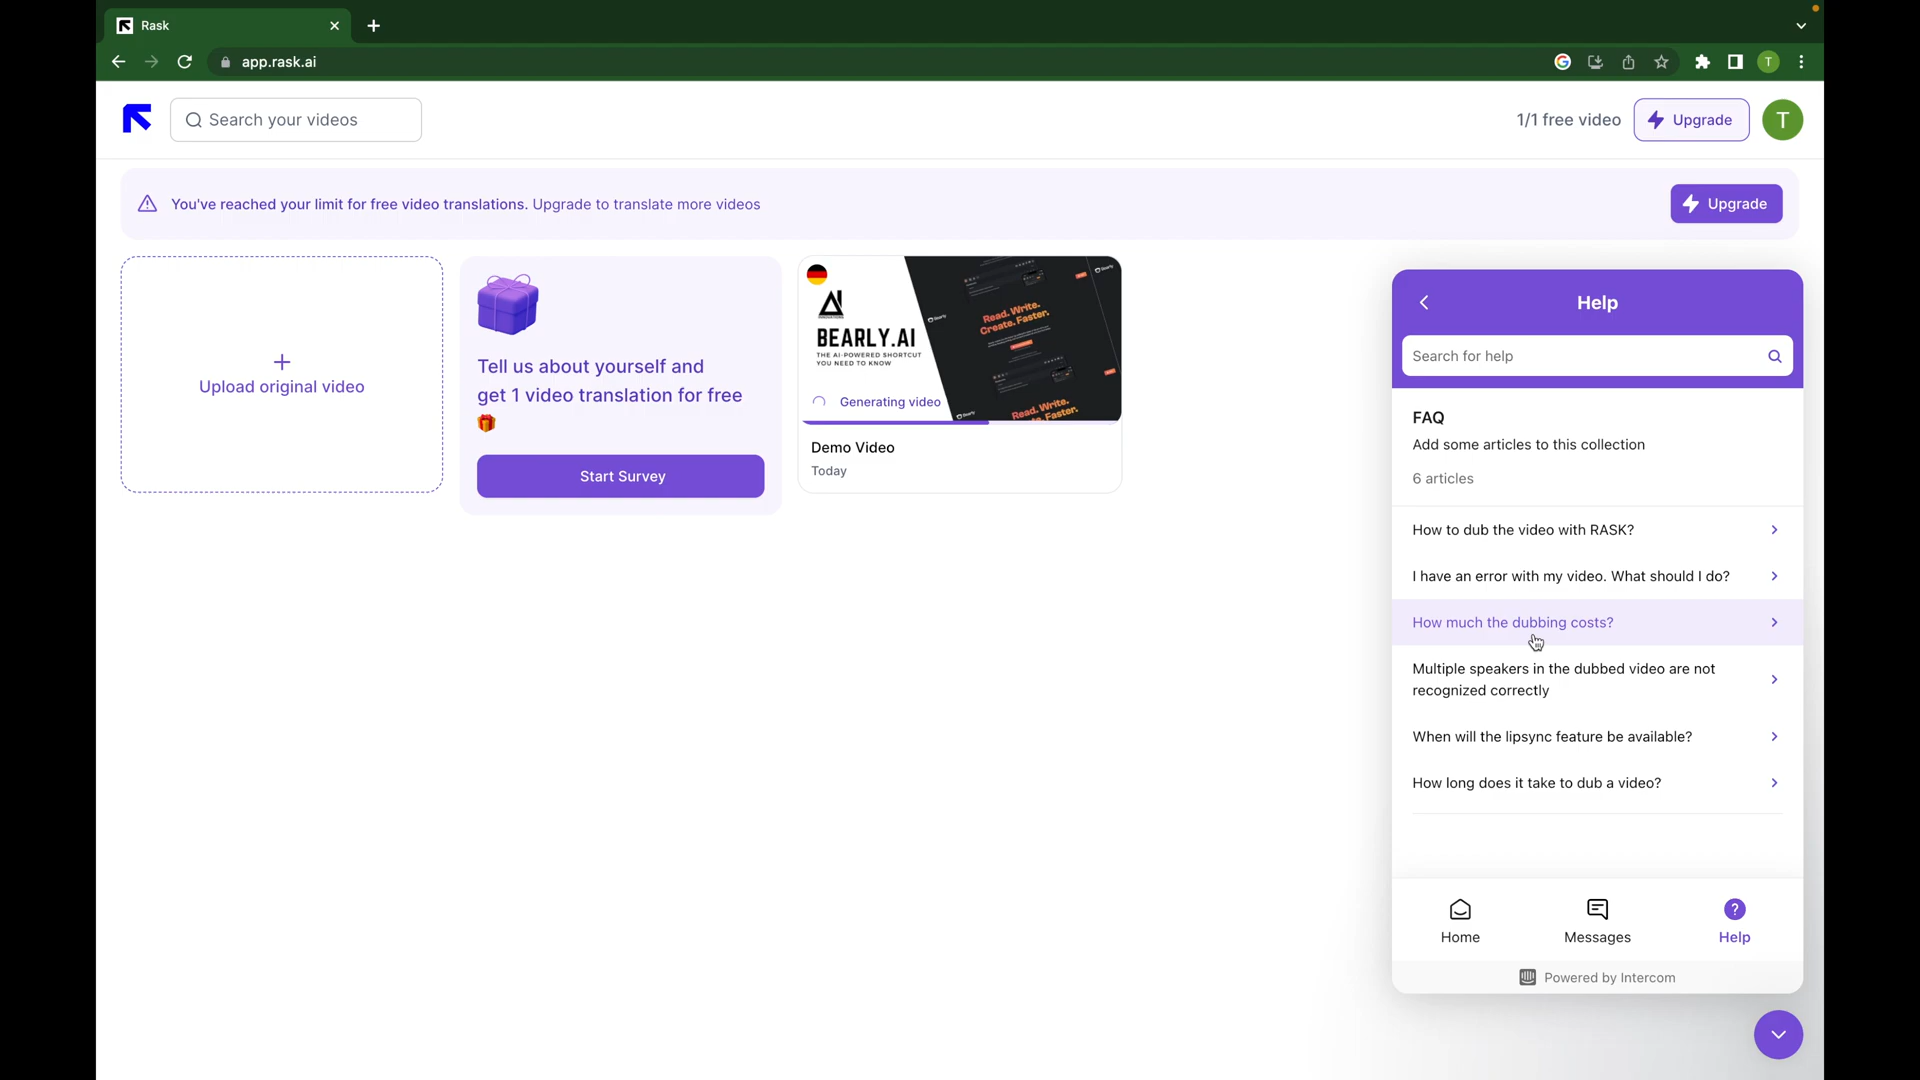 Rask
app.rask.ai
T
Search your videos
1/1 free video
Upgrade
T
You've reached your limit for free video translations. Upgrade to translate more videos
Upgrade
+
Upload original video
Tell us about yourself and
get 1 video translation for free
Start Survey
BEARLY.AI
THE AI-POWERED SHORTCUT
YOU NEED TO KNOW
Bearly
Bearly
Read. Write.
Create. Faster.
Generating video
Bearly
Read. Write.
Create. Faster.
Demo Video
Today
Help
Search for help
FAQ
Add some articles to this collection
6 articles
How to dub the video with RASK?
I have an error with my video. What should I do?
How much the dubbing costs?
Multiple speakers in the dubbed video are not
recognized correctly
When will the lipsync feature be available?
How long does it take to dub a video?
Home
Messages
?
Help
Powered by Intercom